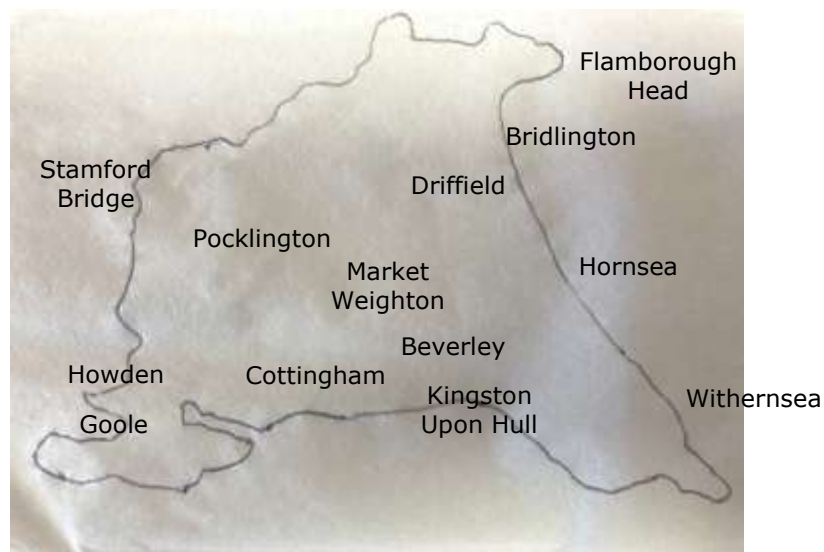 Flamborough
Head
Bridlington
Stamford
Bridge
Driffield
Pocklington
Market
Weighton
Hornsea
Beverley
Howden
Cottingham
Kingston
Upon Hull
Withernsea
Goole